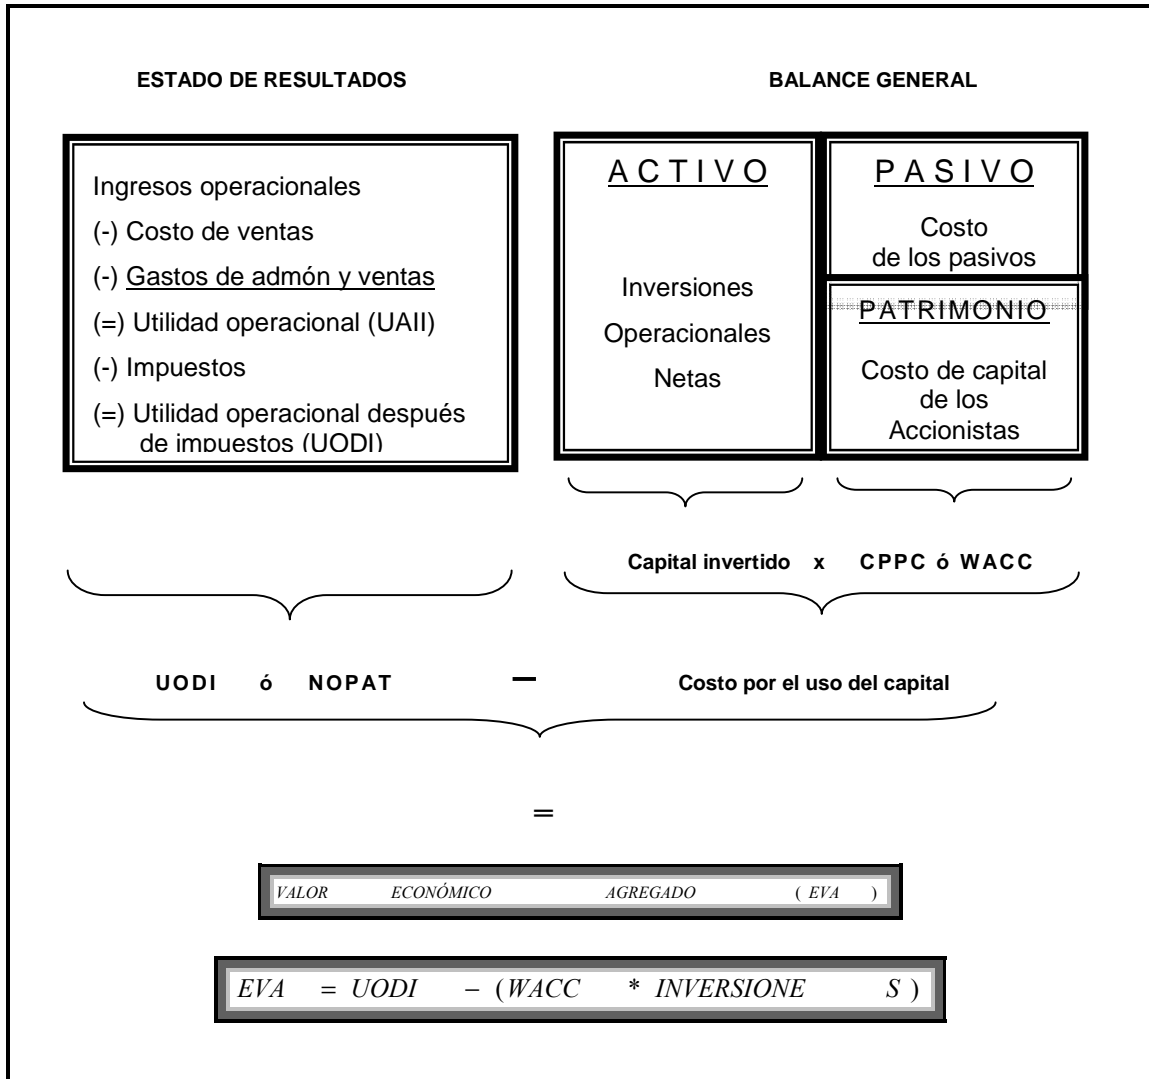 ESTADO DE RESULTADOS
BALANCE GENERAL
Ingresos operacionales
(-) Costo de ventas
(-) Gastos de admón y ventas
(=) Utilidad operacional (UAII)
(-) Impuestos
(=) Utilidad operacional después
de impuestos (UODI)
A C T I V O
Inversiones
Operacionales
Netas
P A S I V O
Costo
de los pasivos
PATRIMONIO
Costo de capital
de los
Accionistas
Capital invertido x CPPC ó WACC
UODI ó NOPAT − Costo por el uso del capital
=
VALOR ECONÓMICO AGREGADO ( EVA )
EVA = UODI − (WACC * INVERSIONE S )